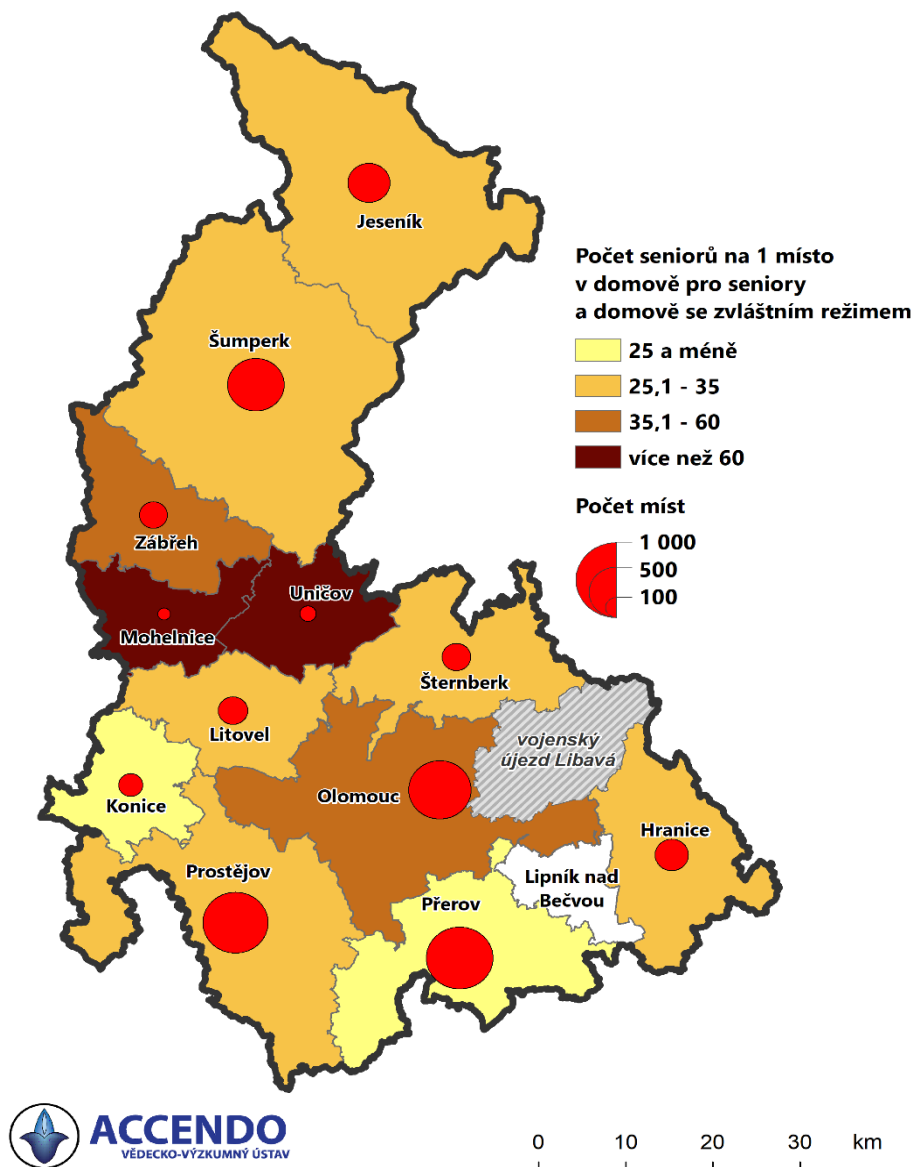 Jeseník
Počet seniorů na 1 místo
v domově pro seniory
a domově se zvláštním režimem
25 a méně
25,1 - 35
35,1 - 60
více než 60
Počet míst
1 000
500
100
Šumperk
Zábřeh
Uničov
Mohelnice
Šternberk
Litovel
vojenský
újezd Libavá
Olomouc
Konice
Hranice
Prostějov
Lipník nad
Bečvou
Přerov
ACCENDO
VĚDECKO-VÝZKUMNÝ ÚSTAV
0 10 20 30 km